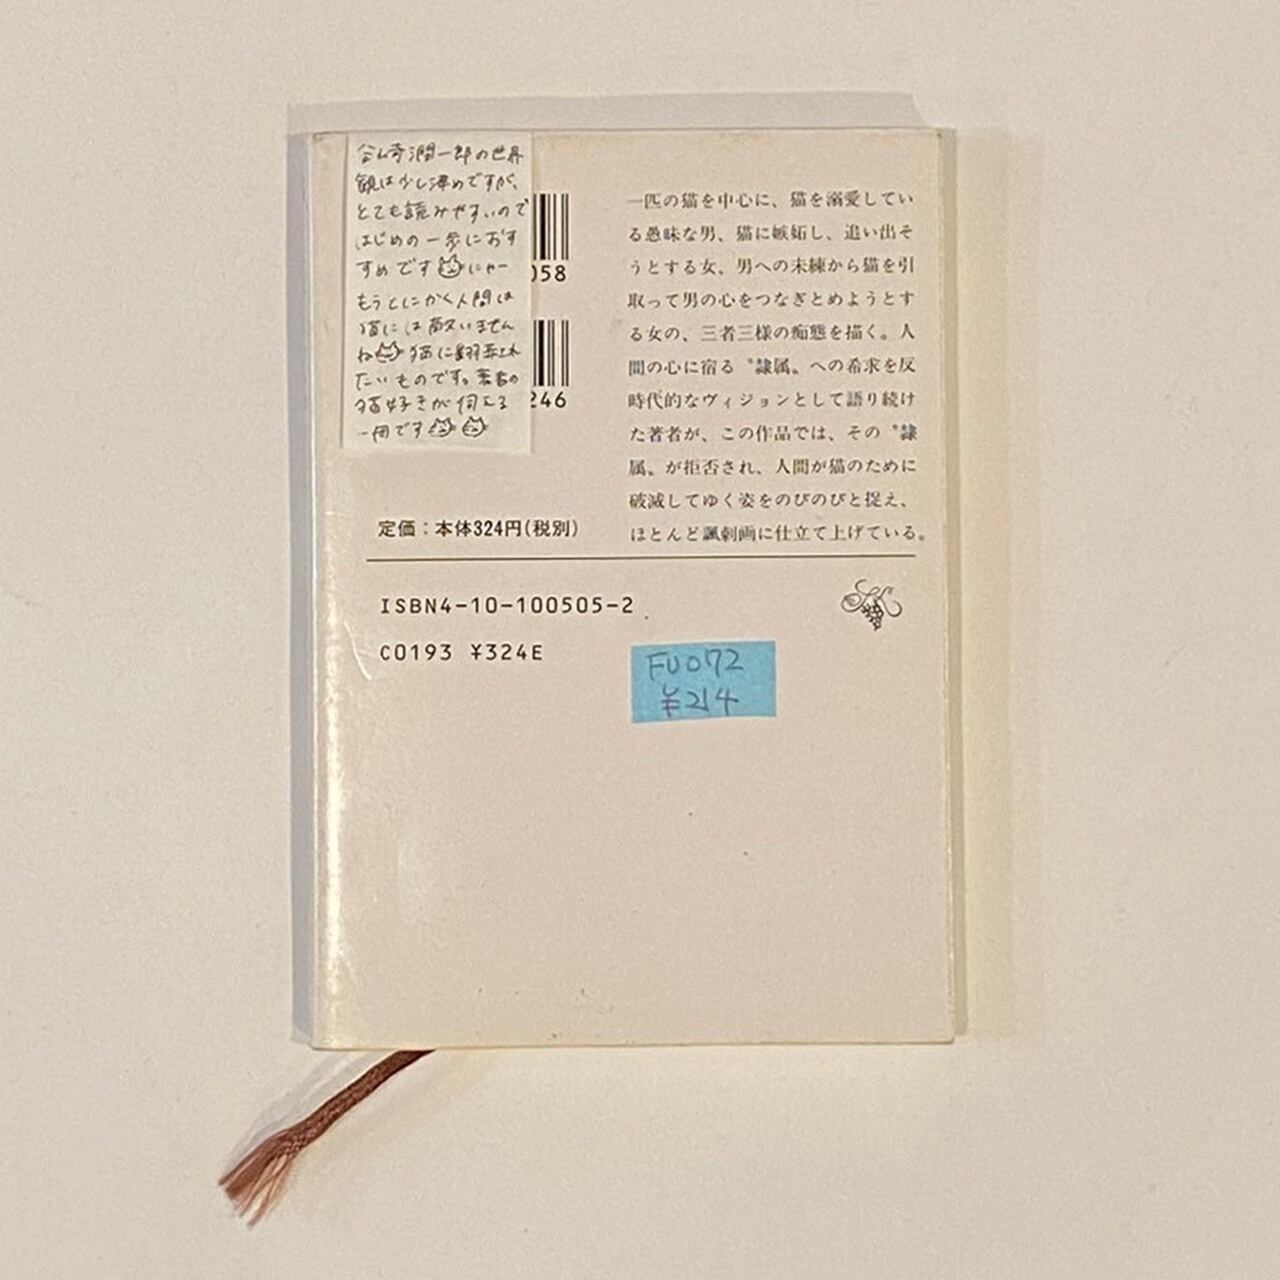 谷崎潤一郎の世界
観は少し薄めですが、
とても読みやすいので
はじめの一歩におす
すめです にゃー
もうとにかく人間は
猫には敵いません
ね 猫に翻弄され
たいものです。著者の
猫好きが伺える
一冊です
058
246
一匹の猫を中心に、猫を溺愛してい
る愚昧な男、猫に嫉妬し、追い出そ
うとする女、男への未練から猫を引
取って男の心をつなぎとめようとす
る女の、三者三様の痴態を描く。人
間の心に宿る〝隷属〟への希求を反
時代的なヴィジョンとして語り続け
た著者が、この作品では、その〝隷
属〟が拒否され、人間が猫のために
破滅してゆく姿をのびのびと捉え、
ほとんど諷刺画に仕立て上げている。
定価：本体324円(税別)
ISBN4-10-100505-2
C0193 ¥324E
FU072
¥214